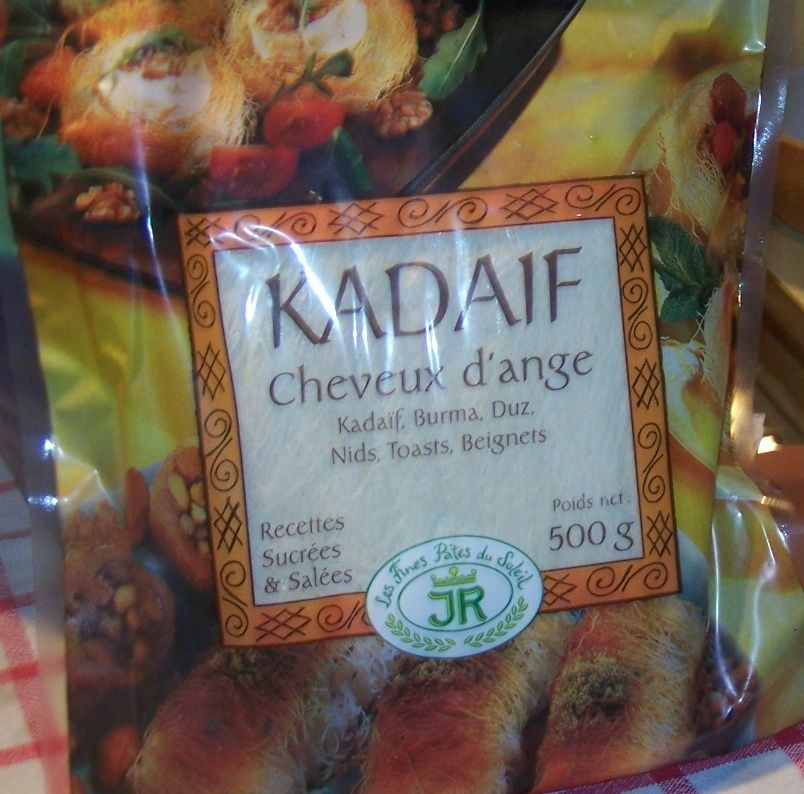 KADAIF
Cheveux d'ange
Kadaïf, Burma, Duz,
Nids, Toasts, Beignets
Recettes
Sucrées
& Salées
Poids net :
500 g
Les Fines Pâtes du Soleil
JR